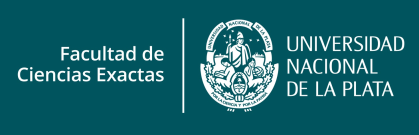 Facultad de
Ciencias Exactas
UNIVERSIDAD
NACIONAL
DE LA PLATA